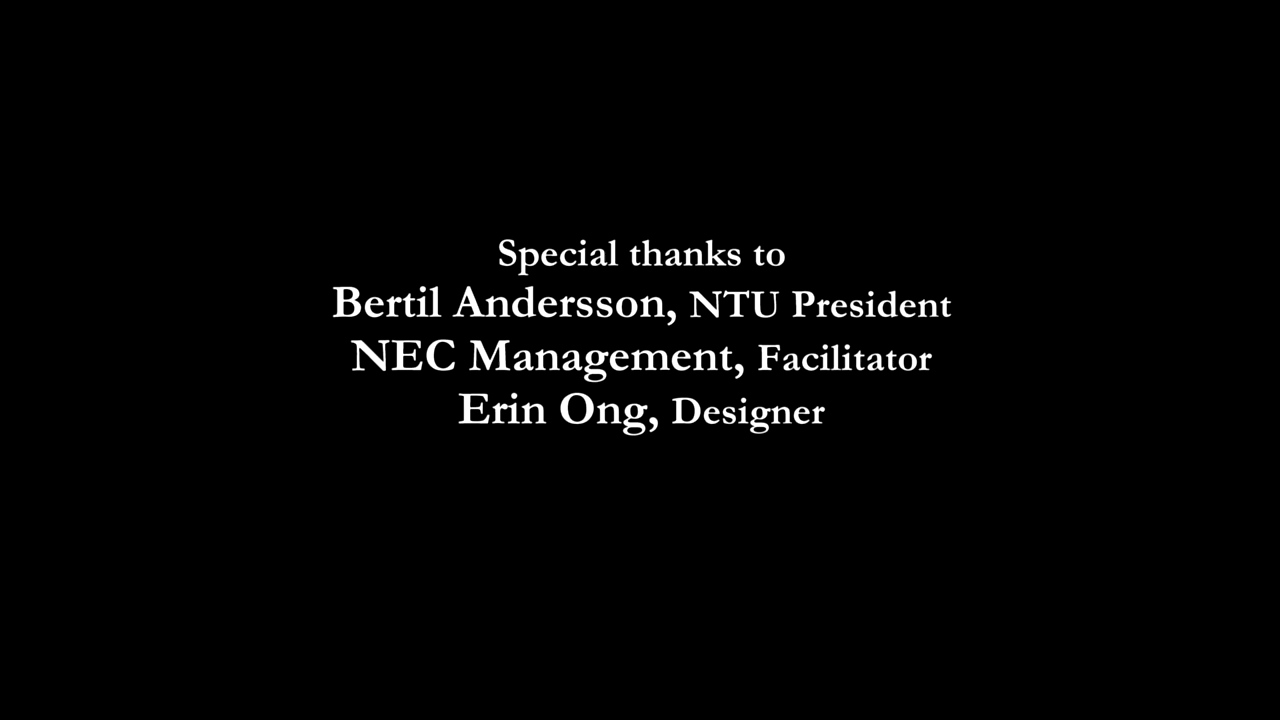 Special thanks to
Bertil Andersson, NTU President
NEC Management, Facilitator
Erin Ong, Designer